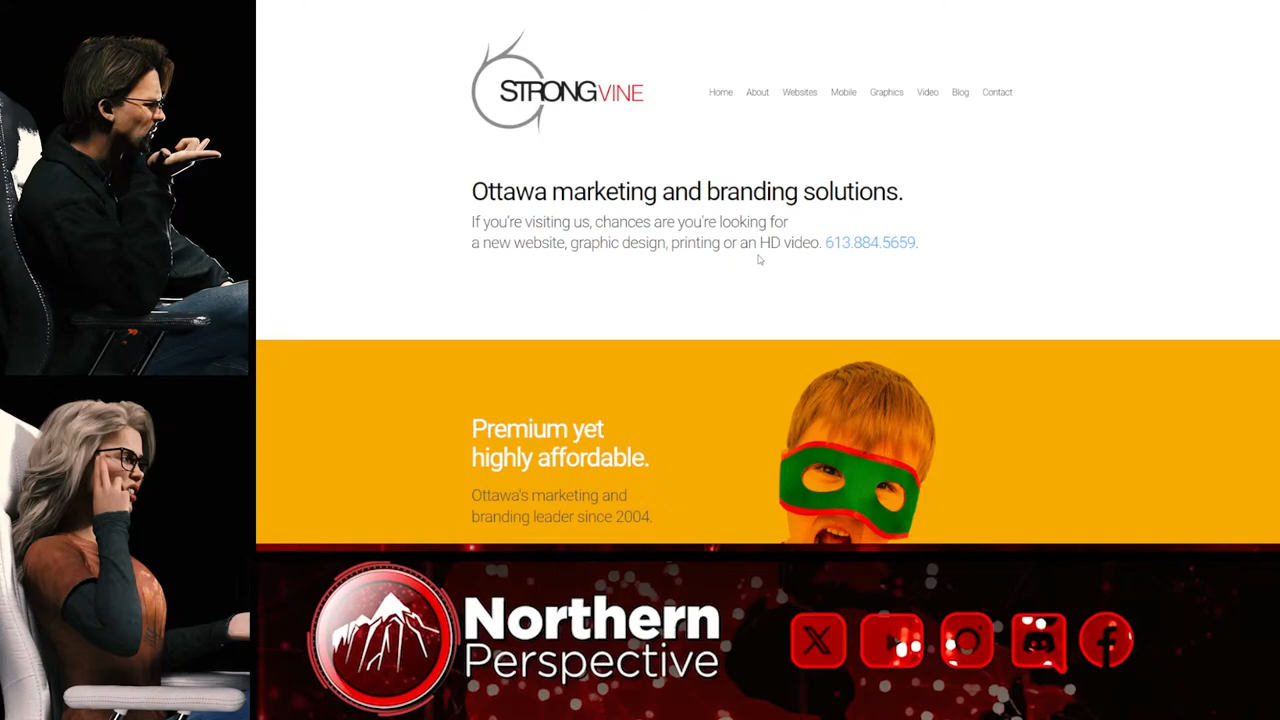 STRONGVINE
Home About Websites Mobile Graphics Video Blog Contact
Ottawa marketing and branding solutions.
If you're visiting us, chances are you're looking for
a new website, graphic design, printing or an HD video. 613.884.5659.
Premium yet
highly affordable.
Ottawa's marketing and
branding leader since 2004.
Northern
Perspective